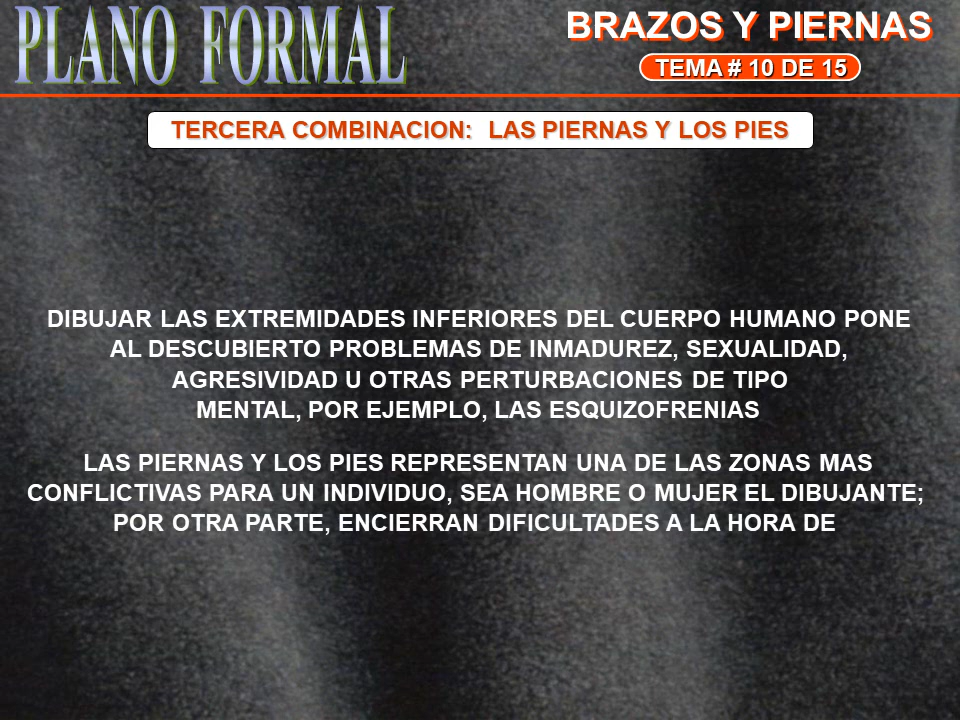 PLANO FORMAL
BRAZOS Y PIERNAS
TEMA # 10 DE 15
TERCERA COMBINACION: LAS PIERNAS Y LOS PIES
DIBUJAR LAS EXTREMIDADES INFERIORES DEL CUERPO HUMANO PONE
AL DESCUBIERTO PROBLEMAS DE INMADUREZ, SEXUALIDAD,
AGRESIVIDAD U OTRAS PERTURBACIONES DE TIPO
MENTAL, POR EJEMPLO, LAS ESQUIZOFRENIAS
LAS PIERNAS Y LOS PIES REPRESENTAN UNA DE LAS ZONAS MAS
CONFLICTIVAS PARA UN INDIVIDUO, SEA HOMBRE O MUJER EL DIBUJANTE;
POR OTRA PARTE, ENCIERRAN DIFICULTADES A LA HORA DE